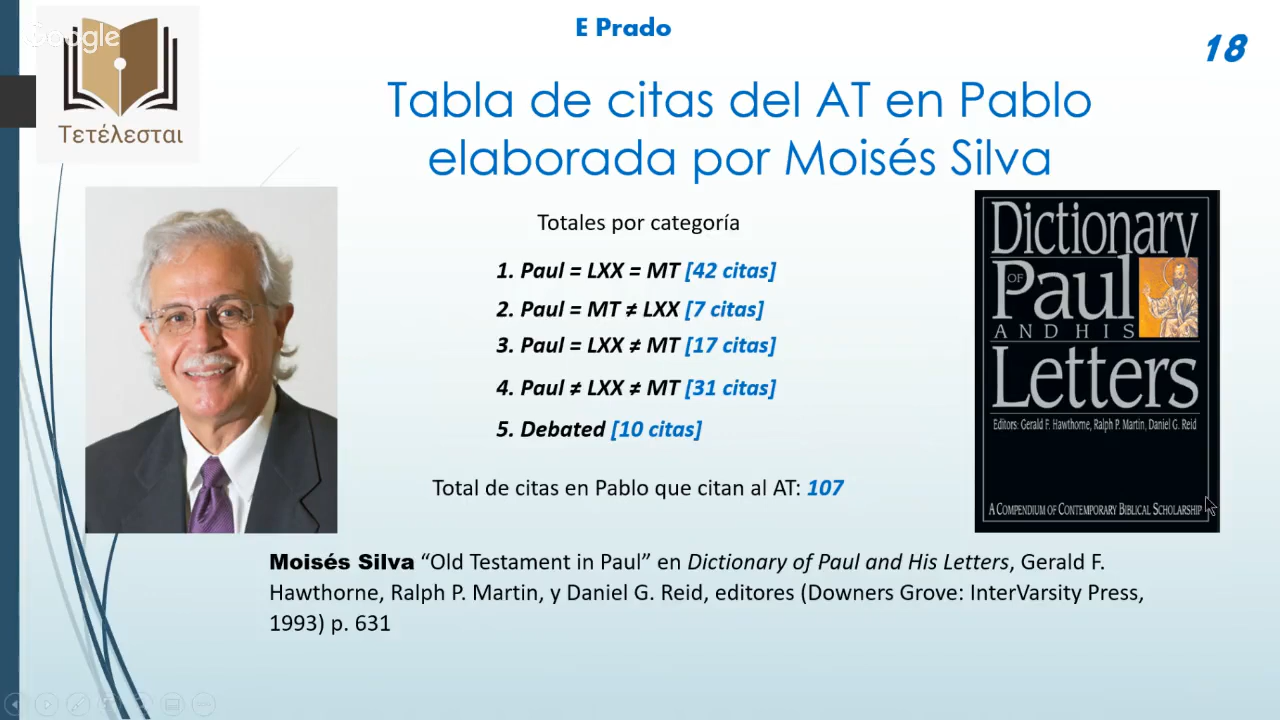 Google
Τετέλεσται
E Prado
18
Tabla de citas del AT en Pablo
elaborada por Moisés Silva
Totales por categoría
1. Paul = LXX = MT [42 citas]
2. Paul = MT ≠ LXX [7 citas]
3. Paul = LXX ≠ MT [17 citas]
4. Paul ≠ LXX ≠ MT [31 citas]
5. Debated [10 citas]
Total de citas en Pablo que citan al AT: 107
Dictionary
OF
Paul
AND HIS
Letters
Editors: Gerald F. Hawthorne, Ralph P. Martin, Daniel G. Reid
A Compendium of Contemporary Biblical Scholarship
Moisés Silva “Old Testament in Paul” en Dictionary of Paul and His Letters, Gerald F.
Hawthorne, Ralph P. Martin, y Daniel G. Reid, editores (Downers Grove: InterVarsity Press,
1993) p. 631